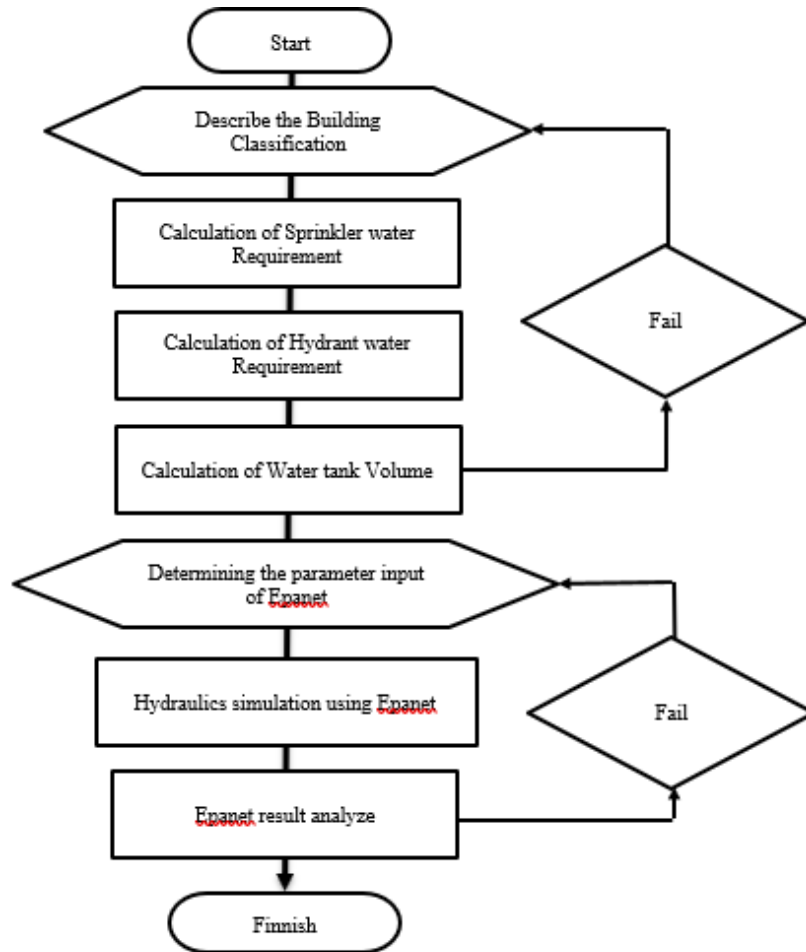 Start
Describe the Building
Classification
Calculation of Sprinkler water
Requirement
Calculation of Hydrant water
Requirement
Fail
Calculation of Water tank Volume
Determining the parameter input
of Epanet
Hydraulics simulation using Epanet
Fail
Epanet result analyze
Finnish